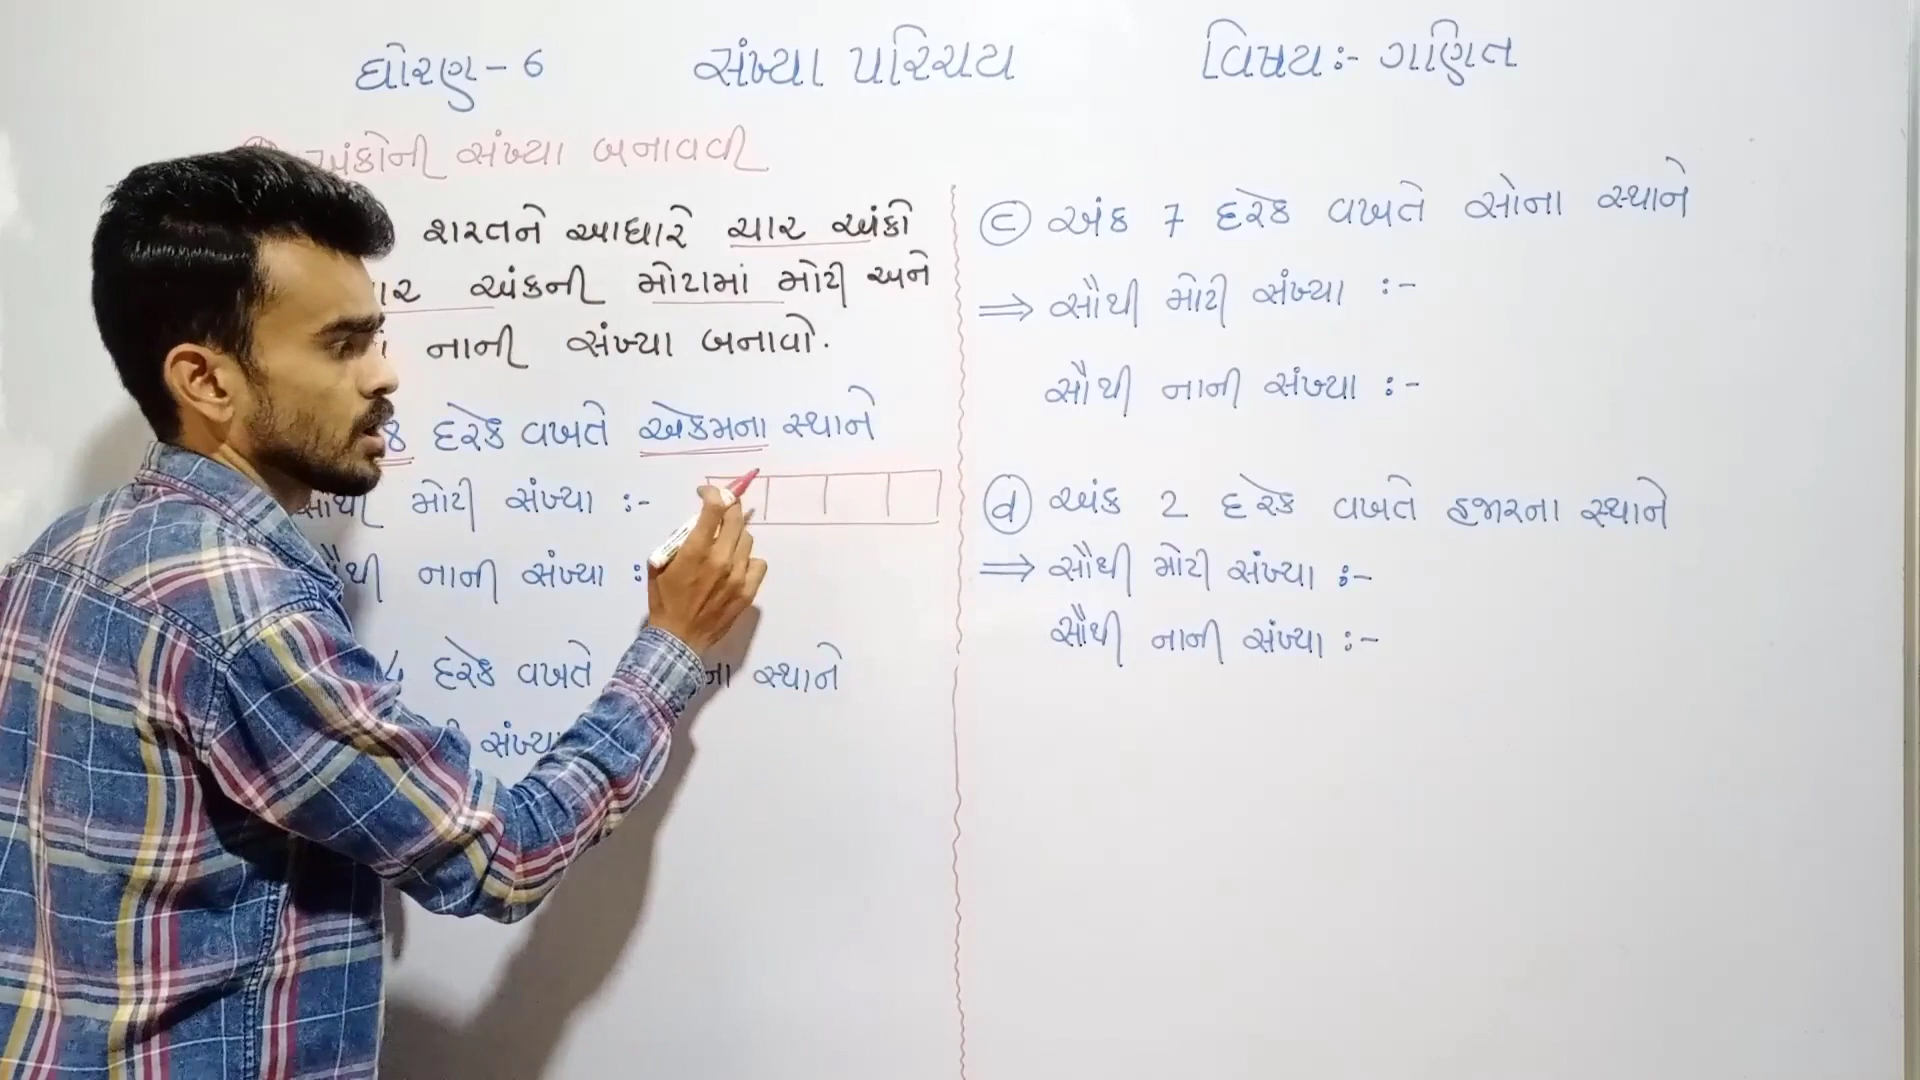 ધોરણ - 6 સંખ્યા પરિચય વિષય :- ગણિત
અંકોની સંખ્યા બનાવવી
શરતને આધારે ચાર અંકો
અંકની મોટામાં મોટી અને
નાની સંખ્યા બનાવો.
દરેક વખતે એકમના સ્થાને
મોટી સંખ્યા :-
નાની સંખ્યા :
4 દરેક વખતે સ્થાને
(C) અંક 7 દરેક વખતે સોના સ્થાને
⇒ સૌથી મોટી સંખ્યા :-
સૌથી નાની સંખ્યા :-
(d) અંક 2 દરેક વખતે હજારના સ્થાને
⇒ સૌથી મોટી સંખ્યા :-
સૌથી નાની સંખ્યા :-